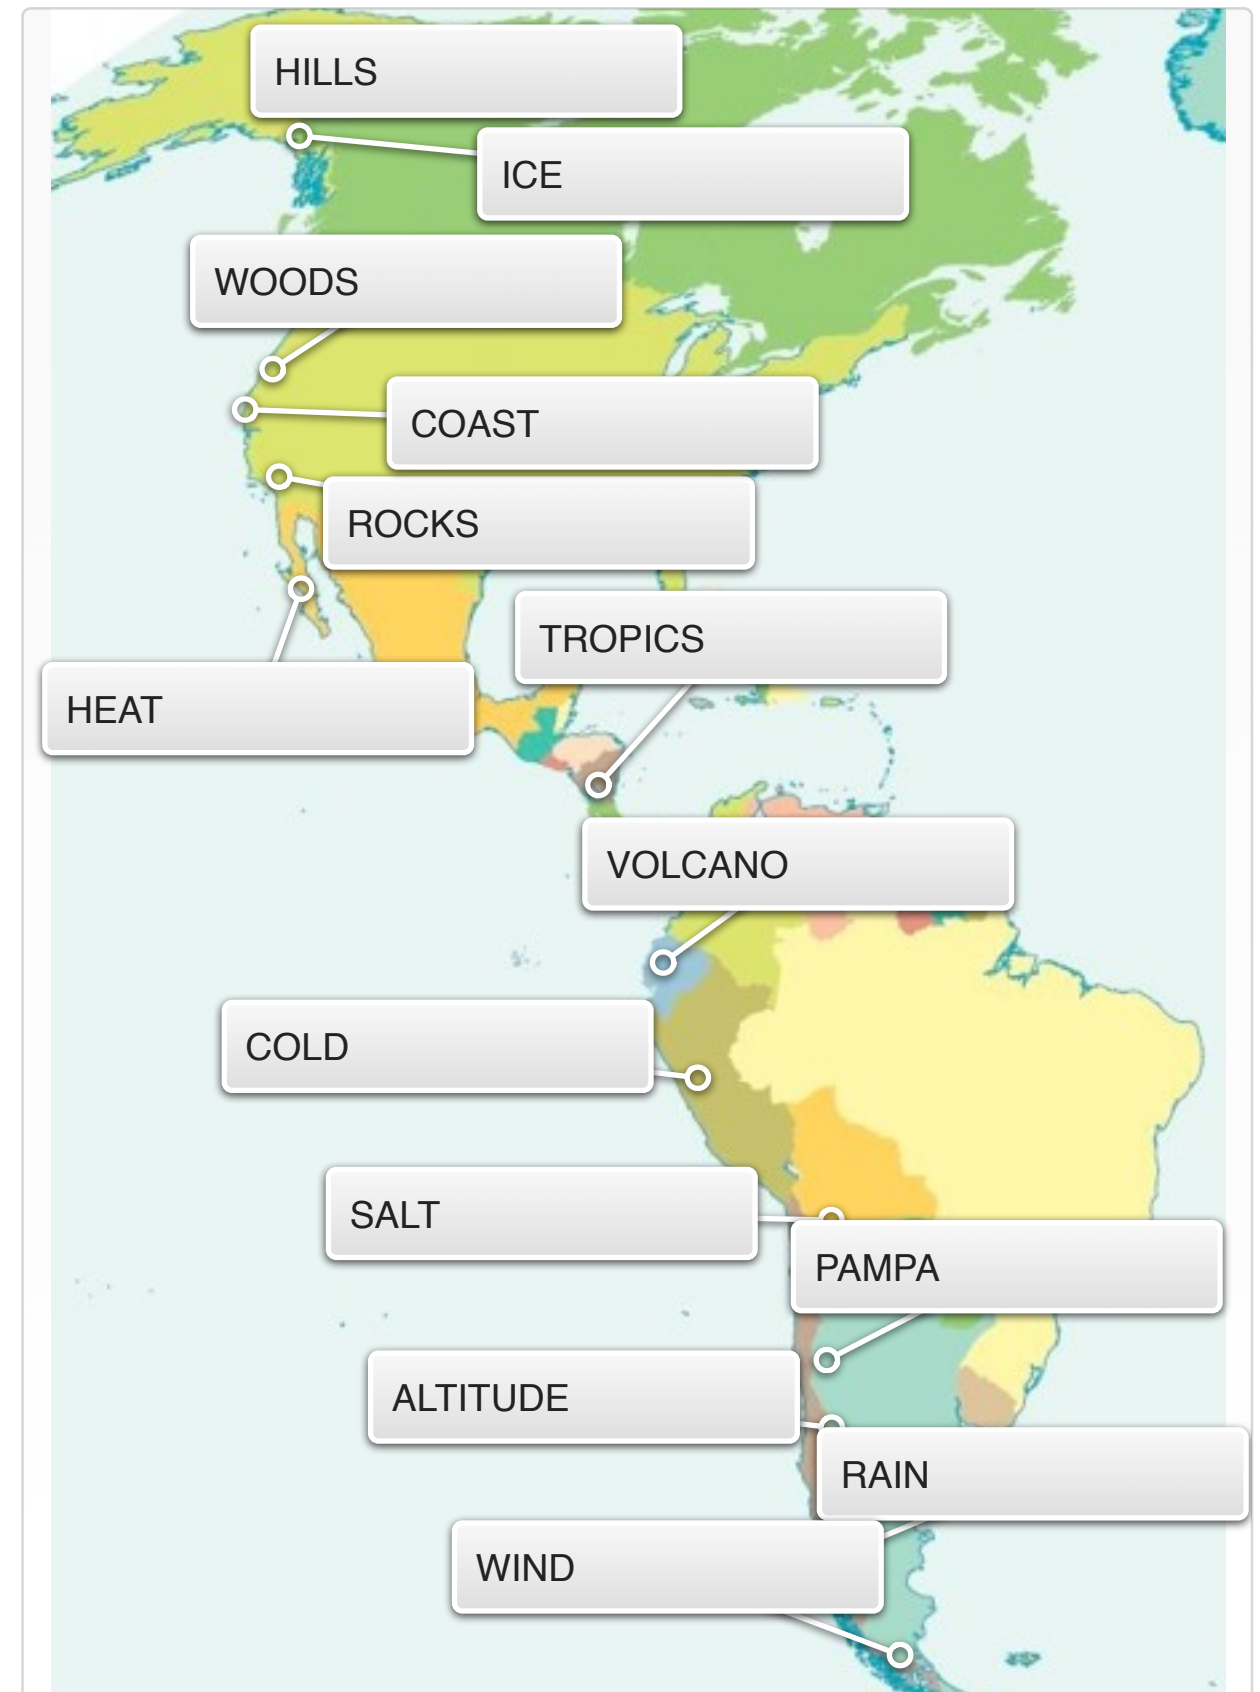 HILLS
ICE
WOODS
COAST
ROCKS
TROPICS
HEAT
VOLCANO
COLD
SALT
PAMPA
ALTITUDE
RAIN
WIND